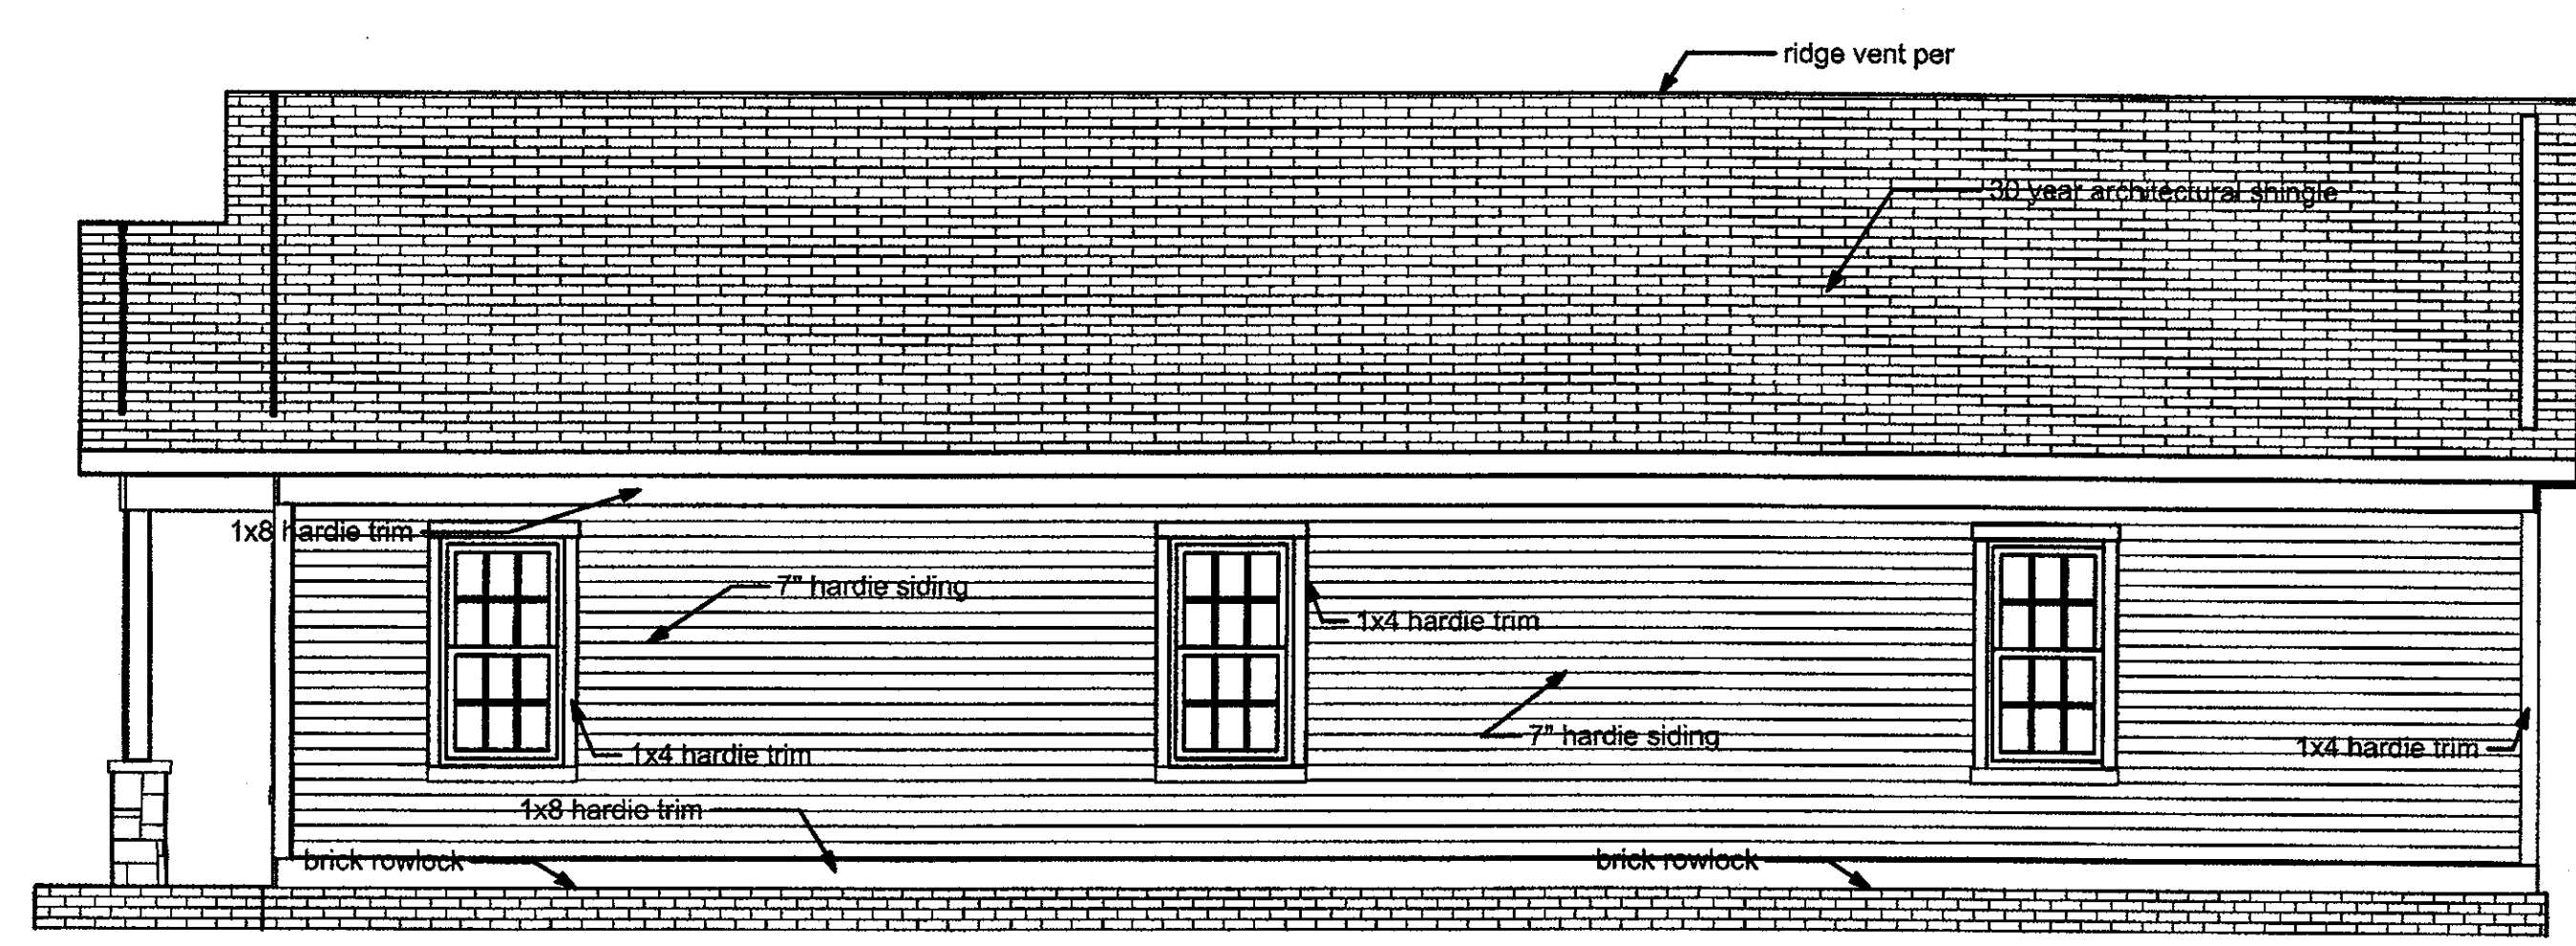 ridge vent per
30 year architectural shingle
1x8 hardie trim
7" hardie siding
1x4 hardie trim
7" hardie siding
1x4 hardie trim
1x4 hardie trim
1x8 hardie trim
brick rowlock
brick rowlock